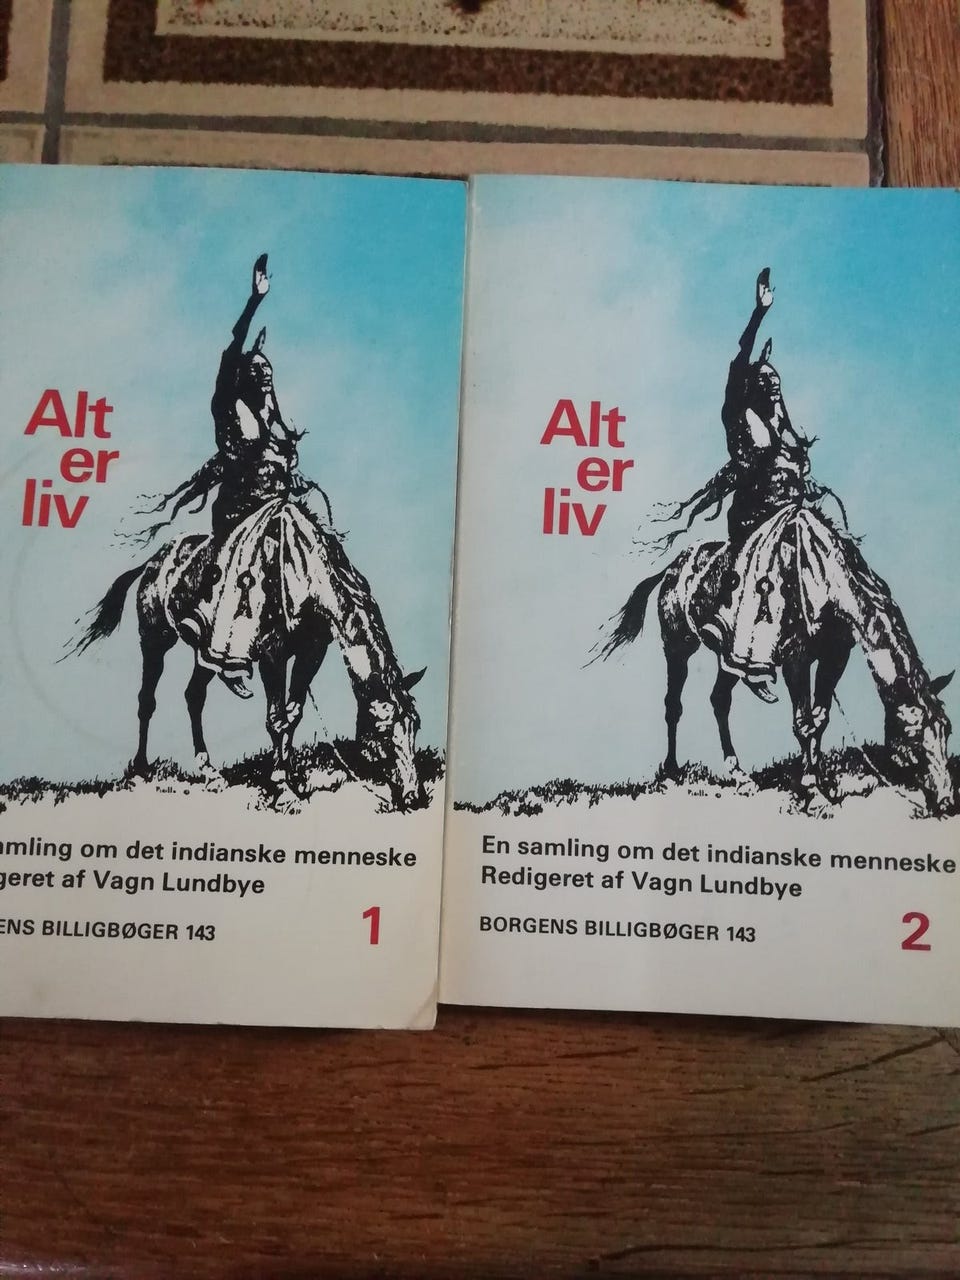 Alt
er
liv
amling om det indianske menneske
geret af Vagn Lundbye
ENS BILLIGBØGER 143
1
Alt
er
liv
En samling om det indianske menneske
Redigeret af Vagn Lundbye
BORGENS BILLIGBØGER 143
2